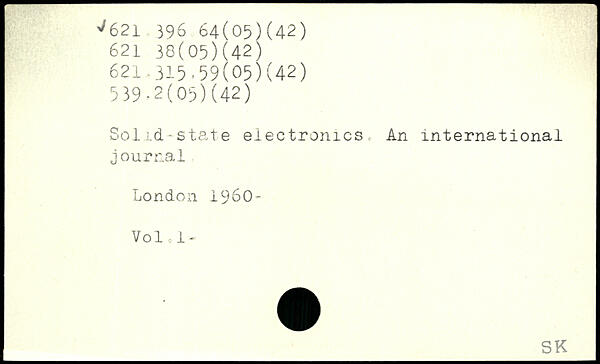 ✓621.396.64(05)(42)
621.38(05)(42)
621.315.59(05)(42)
539.2(05)(42)
Solid-state electronics. An international
journal.
London 1960-
Vol.1-
SK